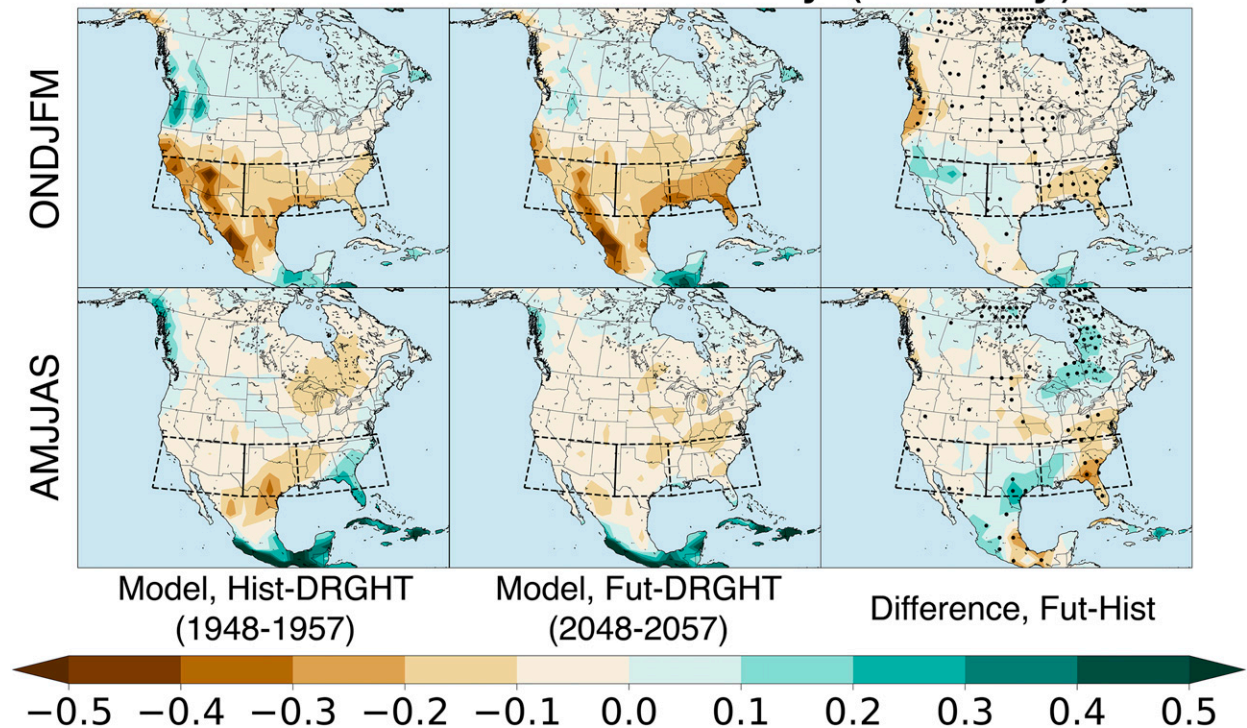 ONDJFM
AMJJAS
Model, Hist-DRGHT
(1948-1957)
Model, Fut-DRGHT
(2048-2057)
Difference, Fut-Hist
−0.5 −0.4 −0.3 −0.2 −0.1 0.0 0.1 0.2 0.3 0.4 0.5